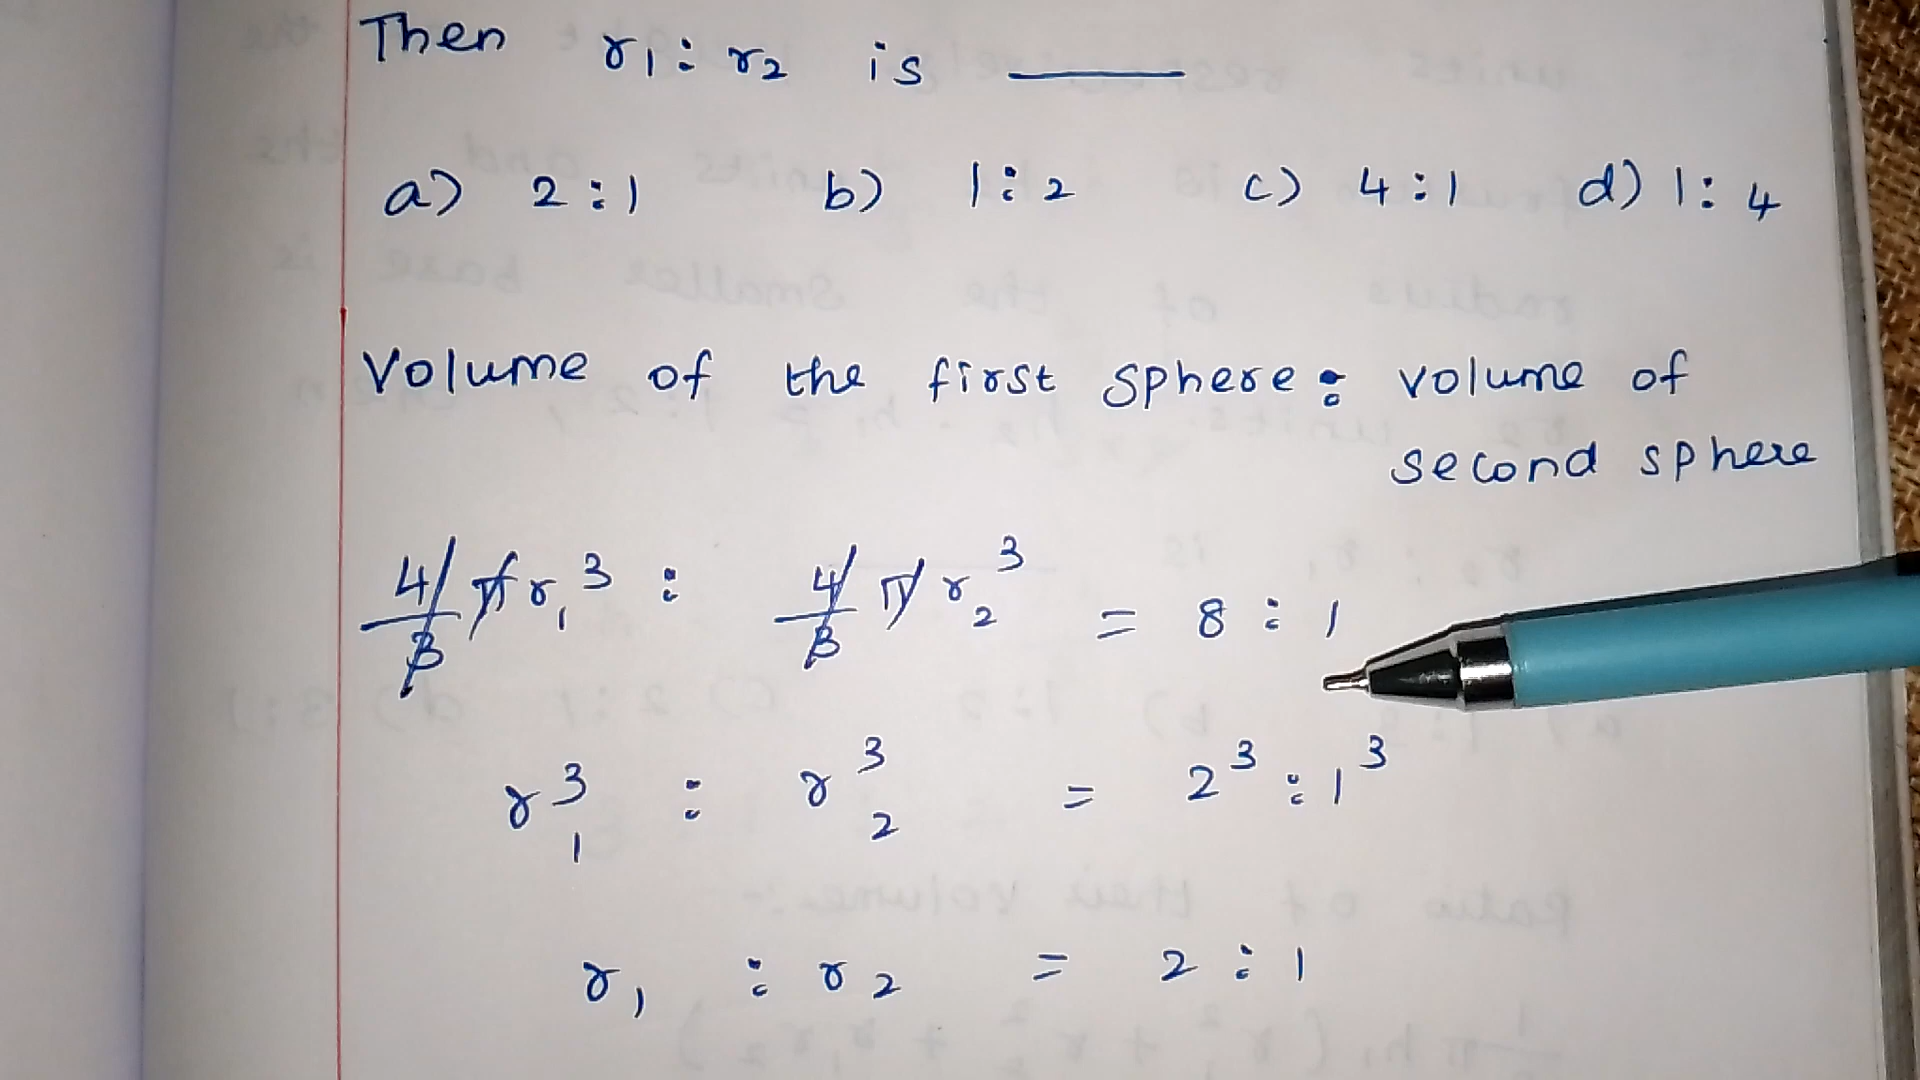 Then r₁ : r₂ is ____
a) 2 : 1 b) 1 : 2 c) 4 : 1 d) 1 : 4
Volume of the first sphere : volume of
second sphere
4/3 πr₁³ : 4/3 πr₂³ = 8 : 1
r₁³ : r₂³ = 2³ : 1³
r₁ : r₂ = 2 : 1